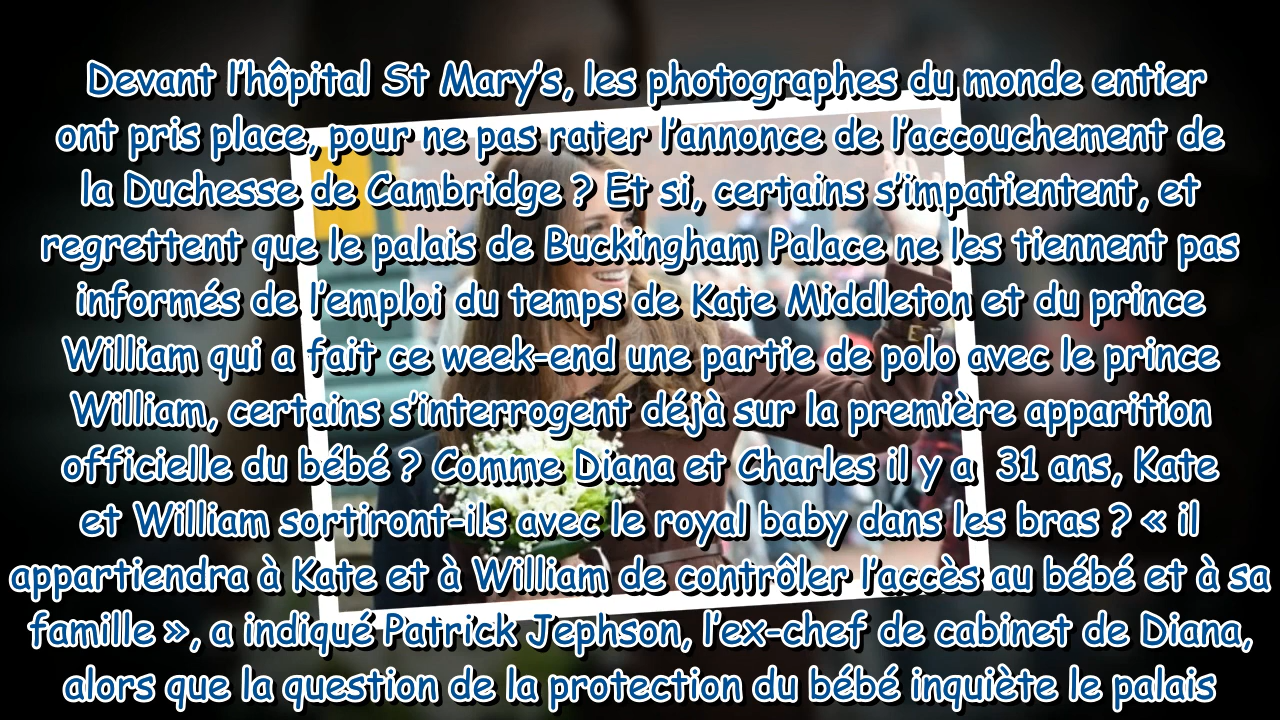 Devant l’hôpital St Mary’s, les photographes du monde entier
ont pris place, pour ne pas rater l’annonce de l’accouchement de
la Duchesse de Cambridge ? Et si, certains s’impatientent, et
regrettent que le palais de Buckingham Palace ne les tiennent pas
informés de l’emploi du temps de Kate Middleton et du prince
William qui a fait ce week-end une partie de polo avec le prince
William, certains s’interrogent déjà sur la première apparition
officielle du bébé ? Comme Diana et Charles il y a  31 ans, Kate
et William sortiront-ils avec le royal baby dans les bras ? « il
appartiendra à Kate et à William de contrôler l’accès au bébé et à sa
famille », a indiqué Patrick Jephson, l’ex-chef de cabinet de Diana,
alors que la question de la protection du bébé inquiète le palais